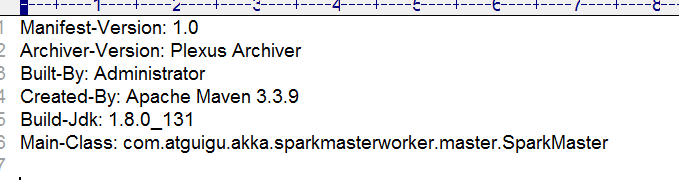 ----+----1----+----2----+----3----+----4----+----5----+----6----+----7----+----8--
1 Manifest-Version: 1.0
2 Archiver-Version: Plexus Archiver
3 Built-By: Administrator
4 Created-By: Apache Maven 3.3.9
5 Build-Jdk: 1.8.0_131
6 Main-Class: com.atguigu.akka.sparkmasterworker.master.SparkMaster
7